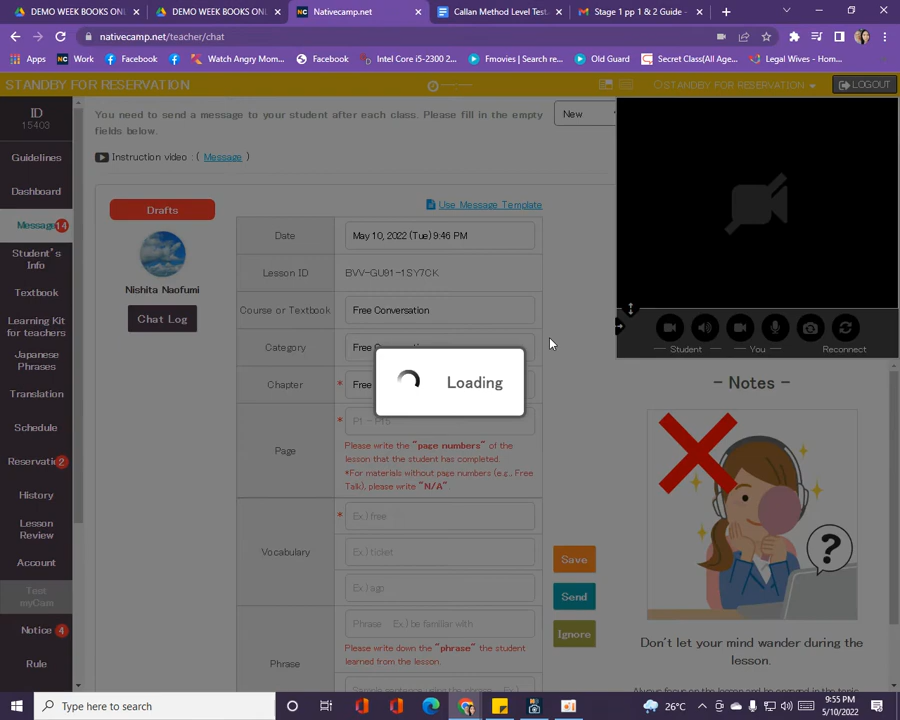 DEMO WEEK BOOKS ONL
DEMO WEEK BOOKS ONL
Nativecamp.net
Callan Method Level Test.
Stage 1 pp 1 & 2 Guide -
nativecamp.net/teacher/chat
Apps
Work
Facebook
Watch Angry Mom...
Facebook
Intel Core i5-2300 2...
Fmovies | Search re...
Old Guard
Secret Class(All Age...
Legal Wives - Home...
STANDBY FOR RESERVATION
STANDBY FOR RESERVATION
LOGOUT
ID
15403
Guidelines
Dashboard
Message 14
Student's
Info
Textbook
Learning Kit
for teachers
Japanese
Phrases
Translation
Schedule
Reservatio 2
History
Lesson
Review
Account
Test
myCam
Notice 4
Rule
You need to send a message to your student after each class. Please fill in the empty
fields below.
New
Instruction video : ( Message )
Drafts
Nishita Naofumi
Chat Log
Use Message Template
Date
May 10, 2022 (Tue) 9:46 PM
Lesson ID
BVV-GU91-1SY7CK
Course or Textbook
Free Conversation
Category
Free
Chapter
* Free
Loading
Page
* P1 - P15
Please write the "page numbers" of the
lesson that the student has completed.
*For materials without page numbers (e.g., Free
Talk), please write "N/A"
Vocabulary
* Ex.) free
Ex.) ticket
Ex.) ago
Phrase
Phrase Ex.) be familiar with
Please write down the "phrase" the student
learned from the lesson.
Save
Send
Ignore
Student
You
Reconnect
- Notes -
?
Don't let your mind wander during the
lesson.
Type here to search
26°C
9:55 PM
5/10/2022